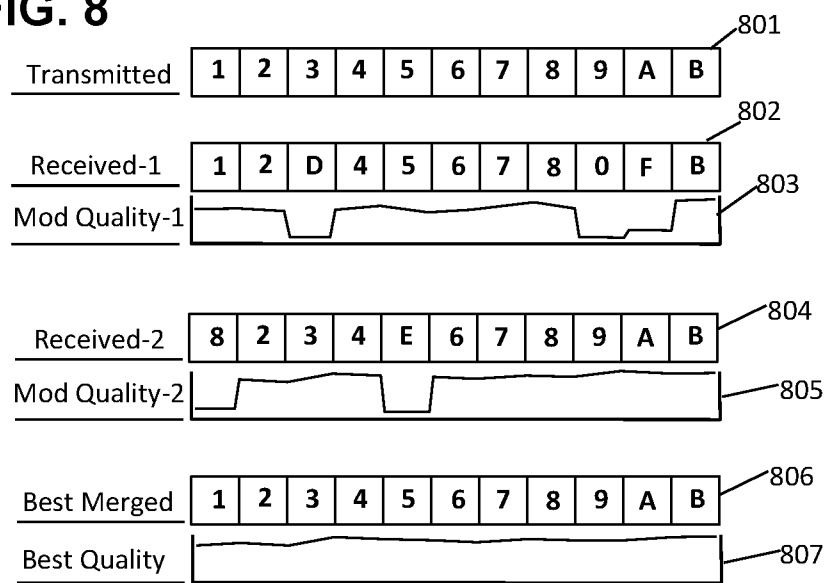 FIG. 8
801
Transmitted 1 2 3 4 5 6 7 8 9 A B
802
Received-1 1 2 D 4 5 6 7 8 0 F B
Mod Quality-1 803
Received-2 8 2 3 4 E 6 7 8 9 A B 804
Mod Quality-2 805
Best Merged 1 2 3 4 5 6 7 8 9 A B 806
Best Quality 807